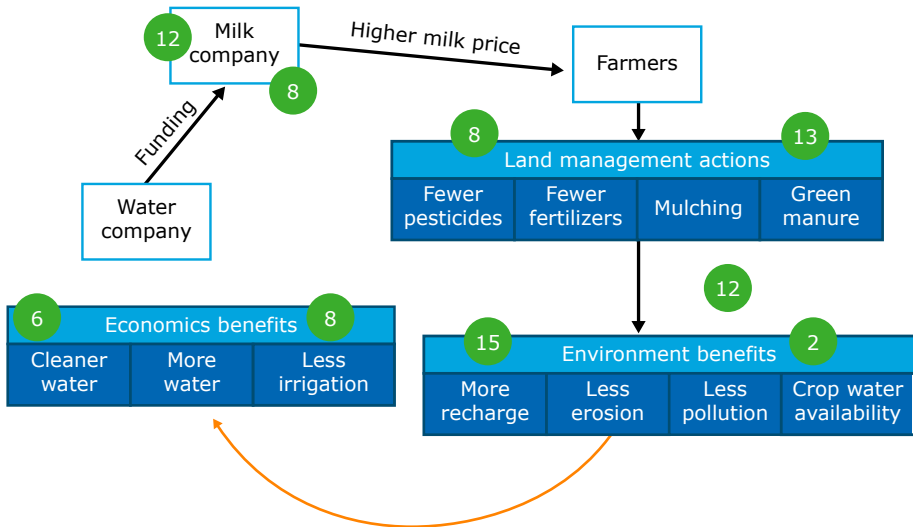 12
Milk
company
8
Higher milk price
Farmers
Funding
Water
company
8
13
Land management actions
Fewer
pesticides
Fewer
fertilizers
Mulching
Green
manure
12
6
8
Economics benefits
Cleaner
water
More
water
Less
irrigation
15
2
Environment benefits
More
recharge
Less
erosion
Less
pollution
Crop water
availability